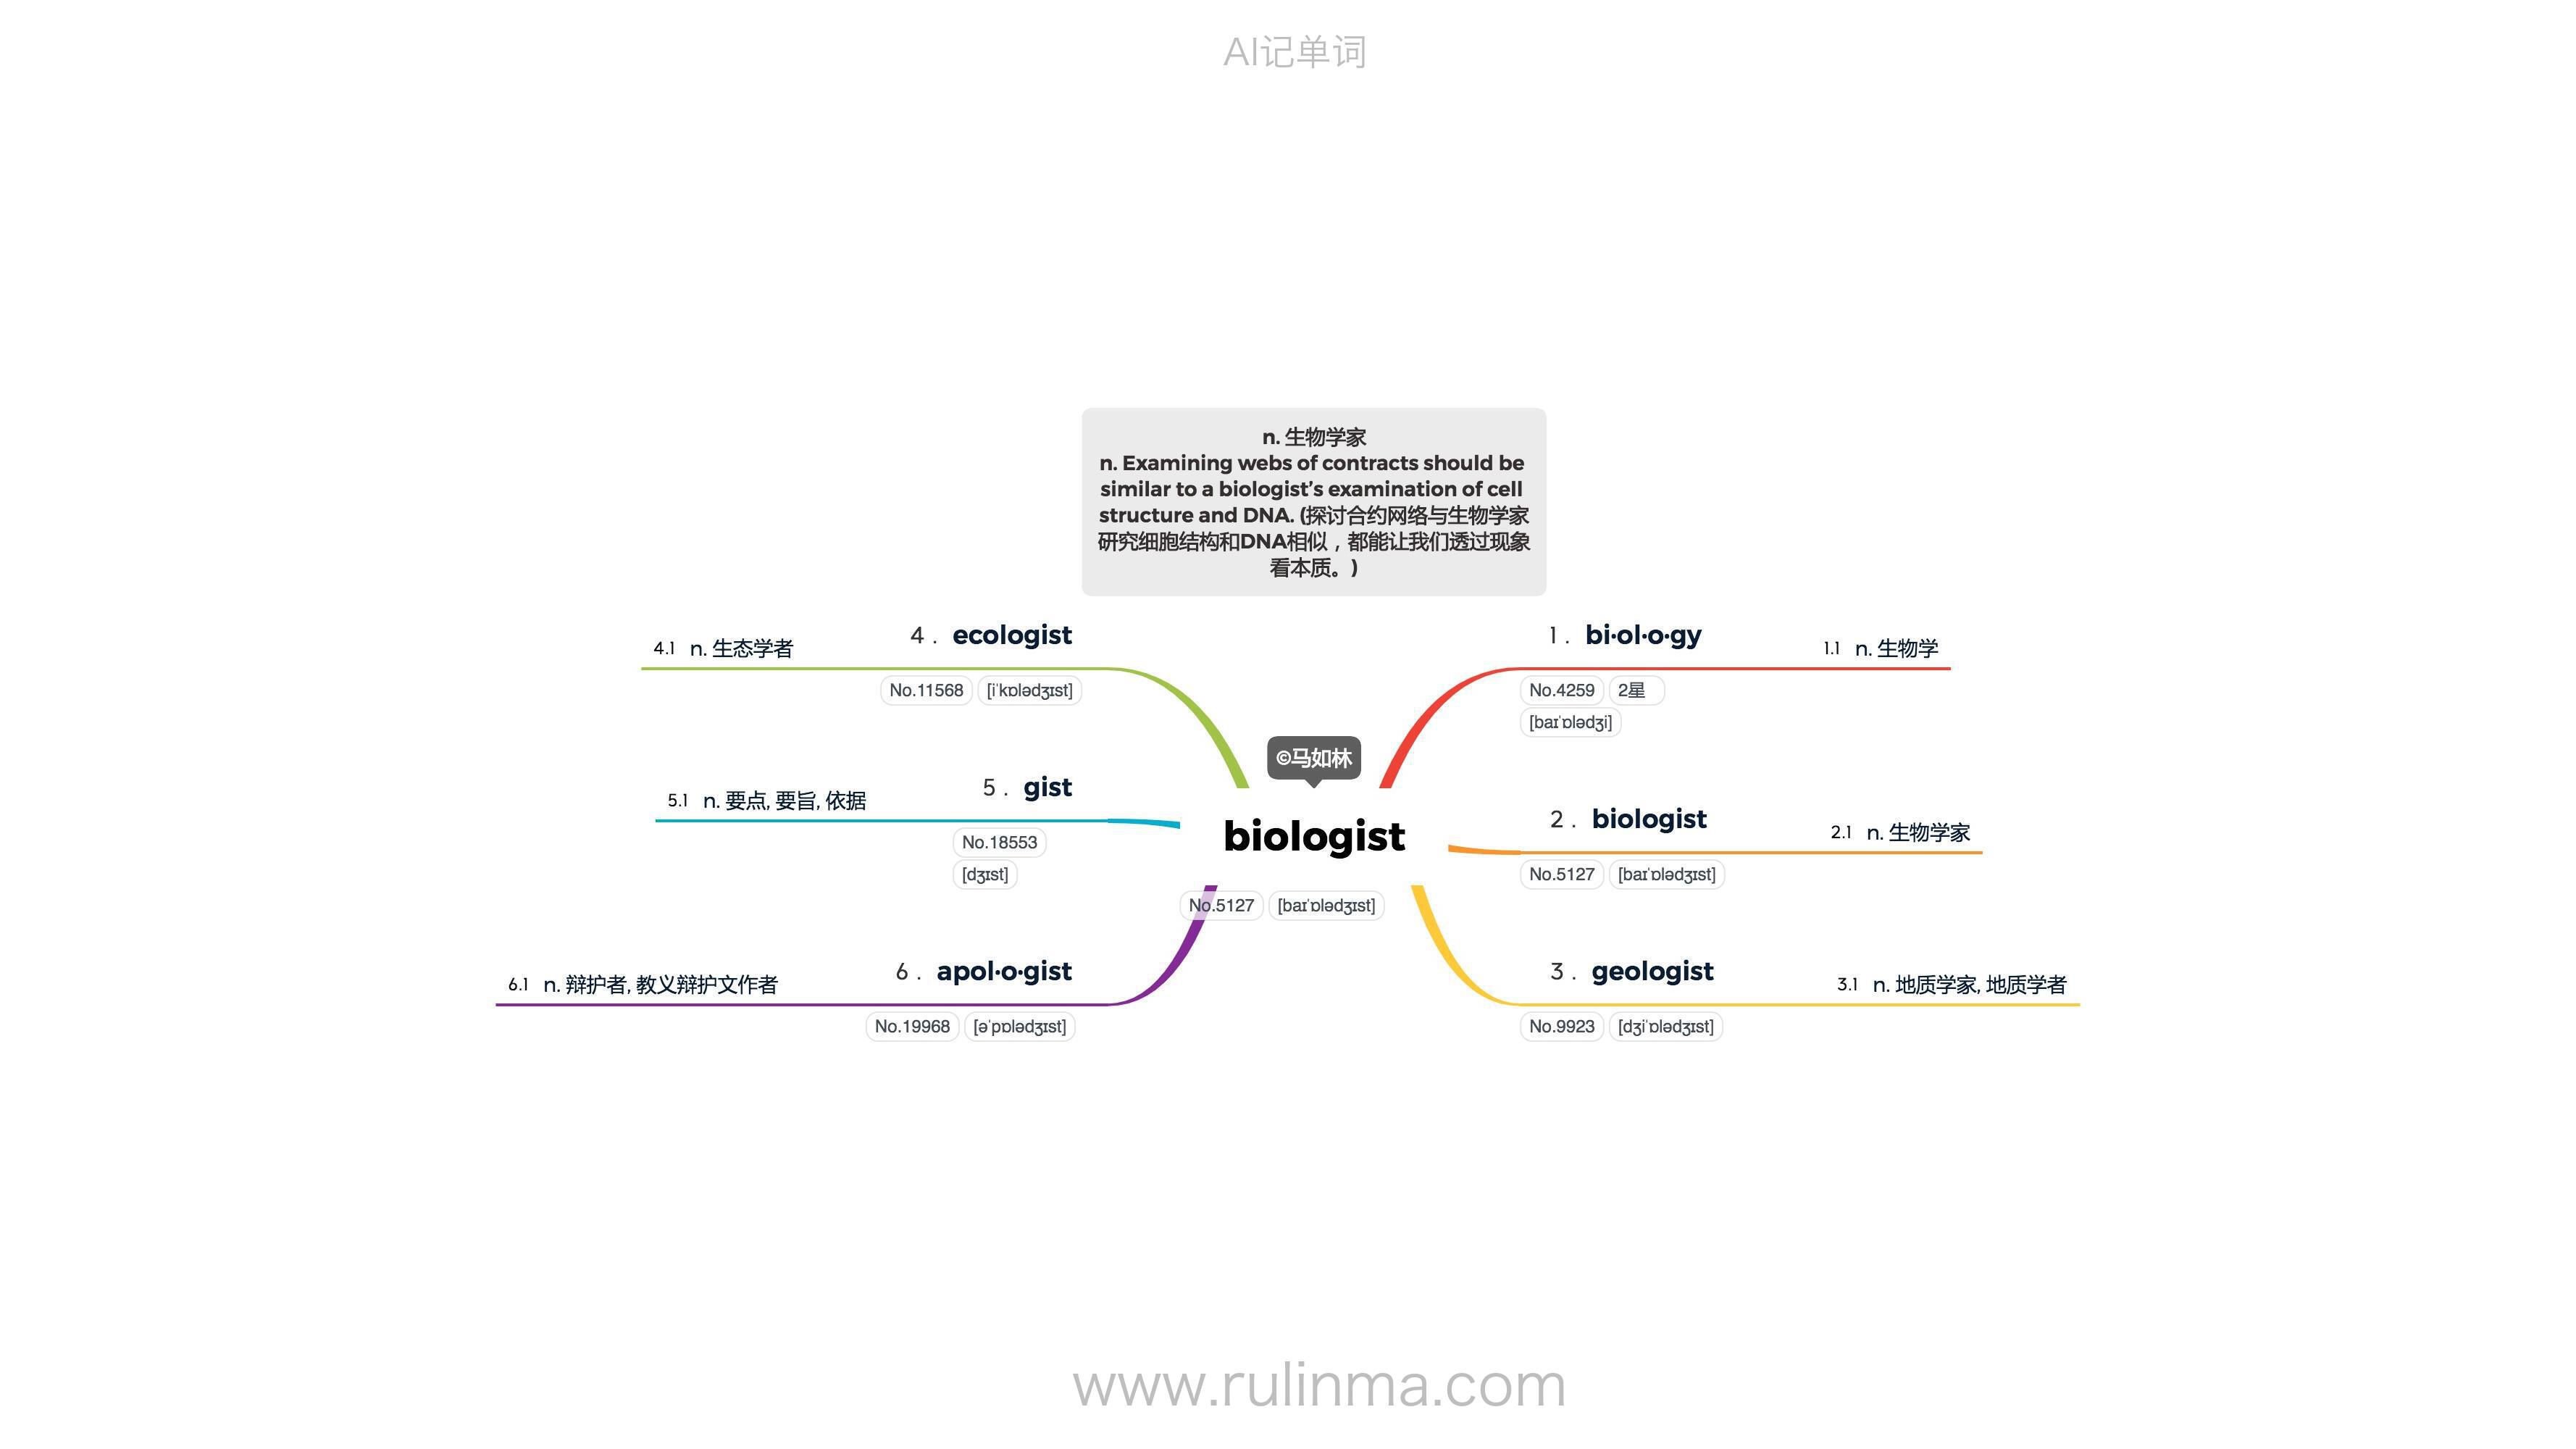 AI记单词
n. 生物学家
n. Examining webs of contracts should be
similar to a biologist’s examination of cell
structure and DNA. (探讨合约网络与生物学家
研究细胞结构和DNA相似，都能让我们透过现象
看本质。)
©马如林
biologist
No.5127 [baɪˈɒlədʒɪst]
1 . bi·ol·o·gy
1.1 n. 生物学
No.4259 2星
[baɪˈɒlədʒi]
2 . biologist
2.1 n. 生物学家
No.5127 [baɪˈɒlədʒɪst]
3 . geologist
3.1 n. 地质学家, 地质学者
No.9923 [dʒiˈɒlədʒɪst]
4 . ecologist
4.1 n. 生态学者
No.11568 [iˈkɒlədʒɪst]
5 . gist
5.1 n. 要点, 要旨, 依据
No.18553
[dʒɪst]
6 . apol·o·gist
6.1 n. 辩护者, 教义辩护文作者
No.19968 [əˈpɒlədʒɪst]
www.rulinma.com